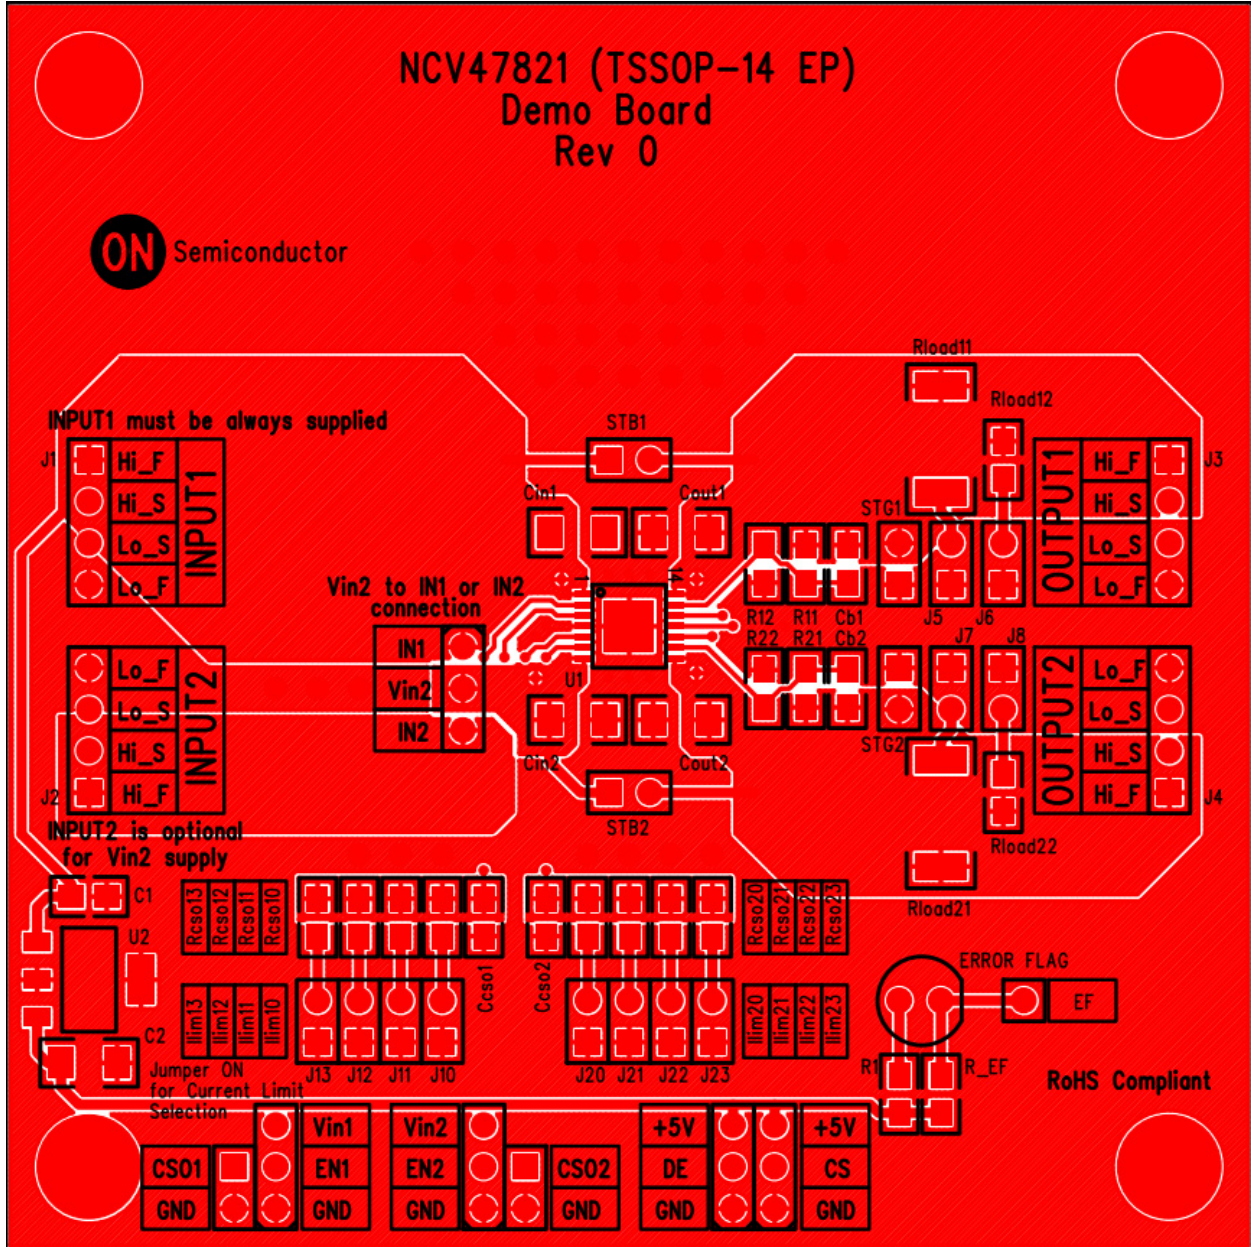 NCV47821 (TSSOP-14 EP)
Demo Board
Rev 0
ON Semiconductor
Rload11
Rload12
INPUT1 must be always supplied
STB1
J1
Hi_F
Hi_S
Lo_S
Lo_F
INPUT1
Cin1
Cout1
STG1
OUTPUT1
Hi_F
Hi_S
Lo_S
Lo_F
J3
Vin2 to IN1 or IN2
connection
1
14
R12
R11
Cb1
J5
J6
R22
R21
Cb2
J7
J8
IN1
Vin2
IN2
U1
Lo_F
Lo_S
Hi_S
Hi_F
INPUT2
J2
STG2
OUTPUT2
Lo_F
Lo_S
Hi_S
Hi_F
J4
Cin2
Cout2
STB2
INPUT2 is optional
for Vin2 supply
Rload22
Rload21
C1
Rcso13
Rcso12
Rcso11
Rcso10
Rcso20
Rcso21
Rcso22
Rcso23
U2
Ccso1
Ccso2
ERROR FLAG
EF
Ilim13
Ilim12
Ilim11
Ilim10
Ilim20
Ilim21
Ilim22
Ilim23
C2
Jumper ON
for Current Limit
Selection
J13
J12
J11
J10
J20
J21
J22
J23
R1
R_EF
RoHS Compliant
Vin1
Vin2
+5V
+5V
CSO1
EN1
EN2
CSO2
DE
CS
GND
GND
GND
GND
GND
GND